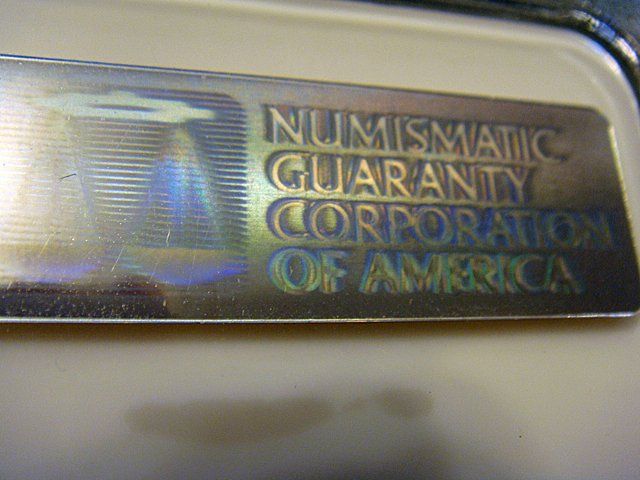 NUMISMATIC
GUARANTY
CORPORATION
OF AMERICA